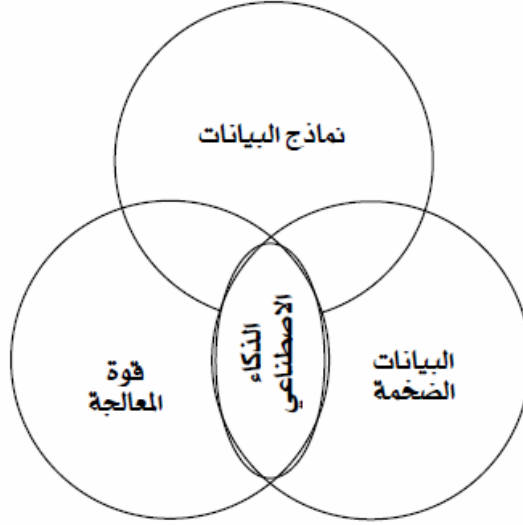 نماذج البيانات
الذكاء
الاصطناعي
البيانات
الضخمة
قوة
المعالجة